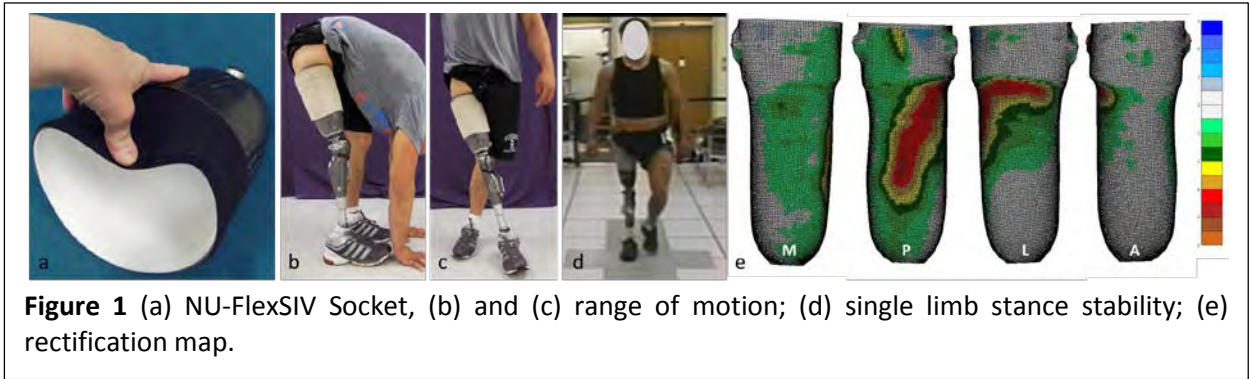 a
b
c
d
e
M
P
L
A
Figure 1 (a) NU-FlexSIV Socket, (b) and (c) range of motion; (d) single limb stance stability; (e)
rectification map.